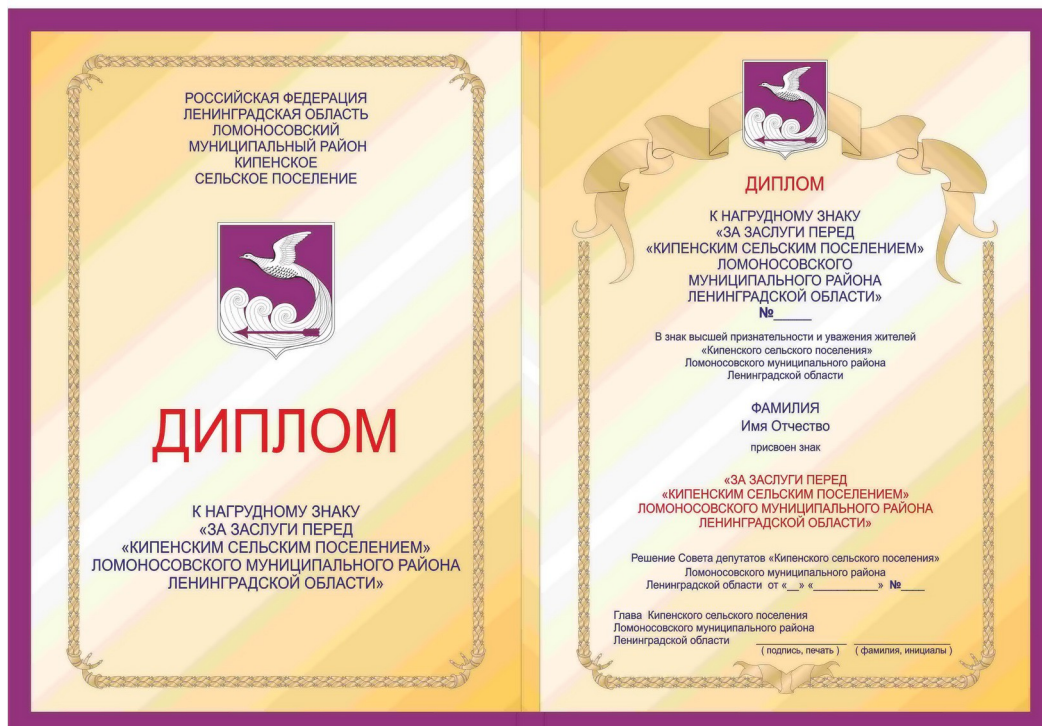 РОССИЙСКАЯ ФЕДЕРАЦИЯ
ЛЕНИНГРАДСКАЯ ОБЛАСТЬ
ЛОМОНОСОВСКИЙ
МУНИЦИПАЛЬНЫЙ РАЙОН
КИПЕНСКОЕ
СЕЛЬСКОЕ ПОСЕЛЕНИЕ
ДИПЛОМ
К НАГРУДНОМУ ЗНАКУ
«ЗА ЗАСЛУГИ ПЕРЕД
«КИПЕНСКИМ СЕЛЬСКИМ ПОСЕЛЕНИЕМ»
ЛОМОНОСОВСКОГО МУНИЦИПАЛЬНОГО РАЙОНА
ЛЕНИНГРАДСКОЙ ОБЛАСТИ»
ДИПЛОМ
К НАГРУДНОМУ ЗНАКУ
«ЗА ЗАСЛУГИ ПЕРЕД
«КИПЕНСКИМ СЕЛЬСКИМ ПОСЕЛЕНИЕМ»
ЛОМОНОСОВСКОГО
МУНИЦИПАЛЬНОГО РАЙОНА
ЛЕНИНГРАДСКОЙ ОБЛАСТИ»
№______
В знак высшей признательности и уважения жителей
«Кипенского сельского поселения»
Ломоносовского муниципального района
Ленинградской области
ФАМИЛИЯ
Имя Отчество
присвоен знак
«ЗА ЗАСЛУГИ ПЕРЕД
«КИПЕНСКИМ СЕЛЬСКИМ ПОСЕЛЕНИЕМ»
ЛОМОНОСОВСКОГО МУНИЦИПАЛЬНОГО РАЙОНА
ЛЕНИНГРАДСКОЙ ОБЛАСТИ»
Решение Совета депутатов «Кипенского сельского поселения»
Ломоносовского муниципального района
Ленинградской области от «__» «___________» №____
Глава Кипенского сельского поселения
Ломоносовского муниципального района
Ленинградской области ____________________ ________________
( подпись, печать ) ( фамилия, инициалы )